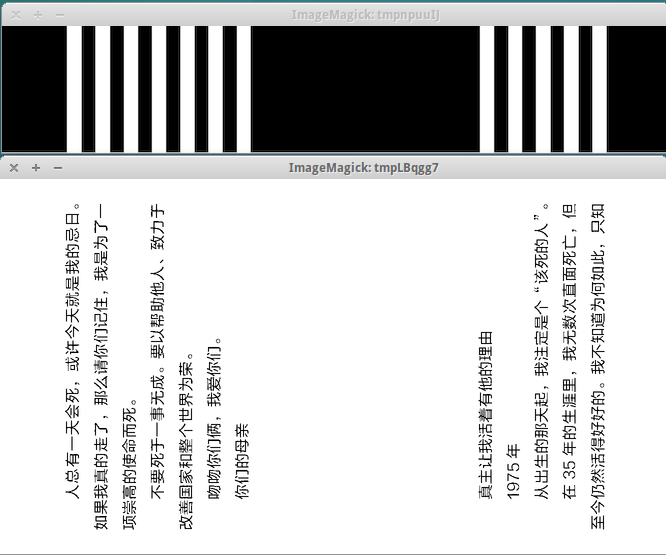 ImageMagick: tmpnpuuIJ
ImageMagick: tmpLBqgg7
人总有一天会死，或许今天就是我的忌日。
如果我真的走了，那么请你们记住，我是为了一
项崇高的使命而死。
不要死于一事无成。要以帮助他人、致力于
改善国家和整个世界为荣。
吻吻你们俩，我爱你们。
你们的母亲
真主让我活着有他的理由
1975 年
从出生的那天起，我注定是个“该死的人”。
在 35 年的生涯里，我无数次直面死亡，但
至今仍然活得好好的。我不知道为何如此，只知